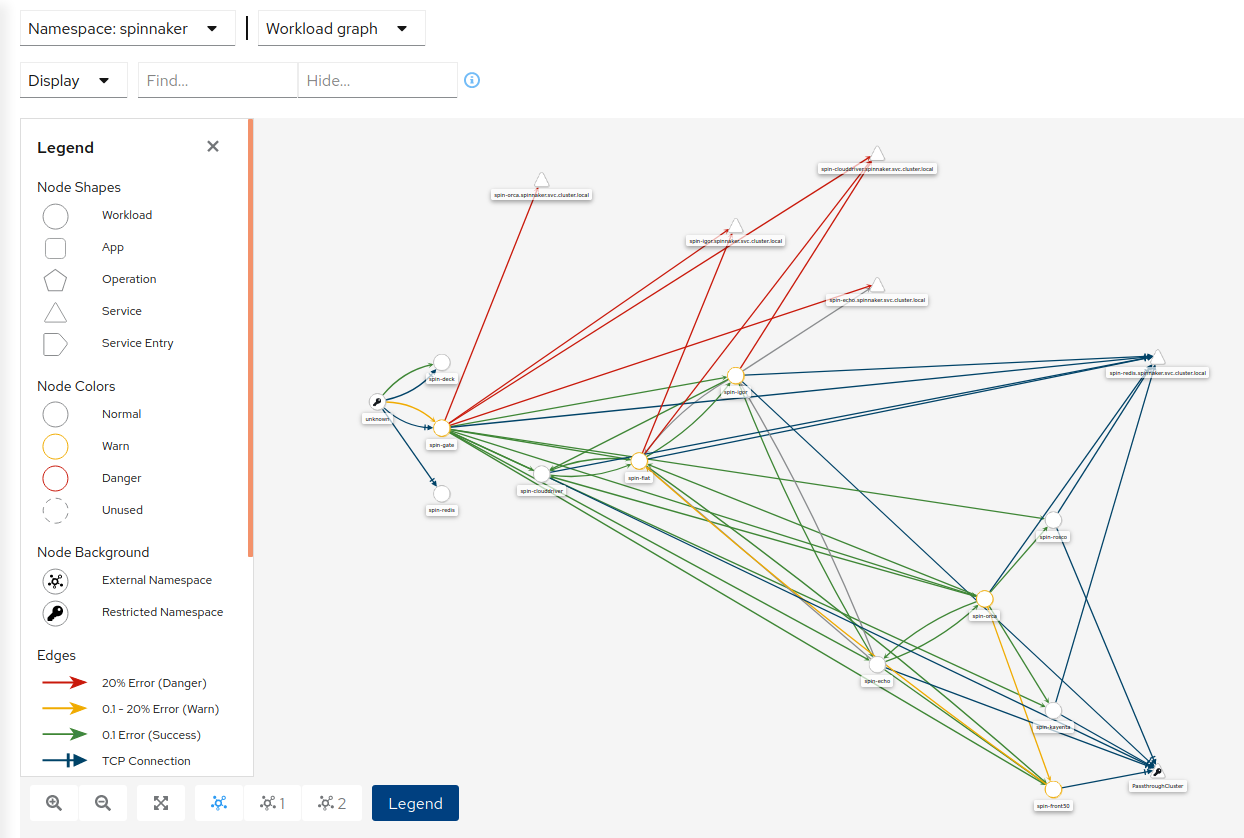 Namespace: spinnaker
Workload graph
Display
Find...
Hide...
Legend
Node Shapes
Workload
App
Operation
Service
Service Entry
Node Colors
Normal
Warn
Danger
Unused
Node Background
External Namespace
Restricted Namespace
Edges
20% Error (Danger)
0.1 - 20% Error (Warn)
0.1 Error (Success)
TCP Connection
spin-clouddriver.spinnaker.svc.cluster.local
spin-orca.spinnaker.svc.cluster.local
spin-igor.spinnaker.svc.cluster.local
spin-echo.spinnaker.svc.cluster.local
spin-redis.spinnaker.svc.cluster.local
spin-deck
spin-igor
unknown
spin-gate
spin-fiat
spin-clouddriver
spin-redis
spin-rosco
spin-orca
spin-echo
spin-kayenta
PassthroughCluster
spin-front50
1
2
Legend